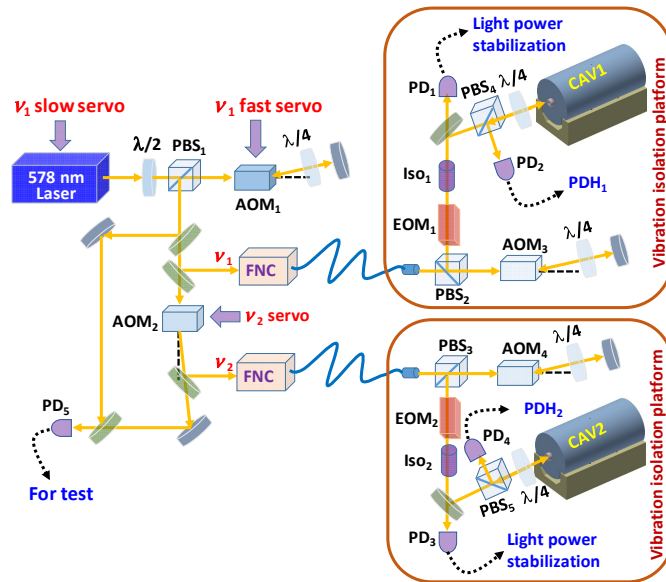 Light power
stabilization
PD₁
PBS₄
λ/4
CAV1
Iso₁
PD₂
PDH₁
EOM₁
AOM₃
λ/4
PBS₂
Vibration isolation platform
ν₁ slow servo
ν₁ fast servo
λ/2
PBS₁
λ/4
578 nm
Laser
AOM₁
ν₁
FNC
AOM₂
ν₂ servo
ν₂
FNC
PD₅
For test
PBS₃
AOM₄
λ/4
EOM₂
PDH₂
PD₄
CAV2
Iso₂
PBS₅
λ/4
PD₃
Light power
stabilization
Vibration isolation platform